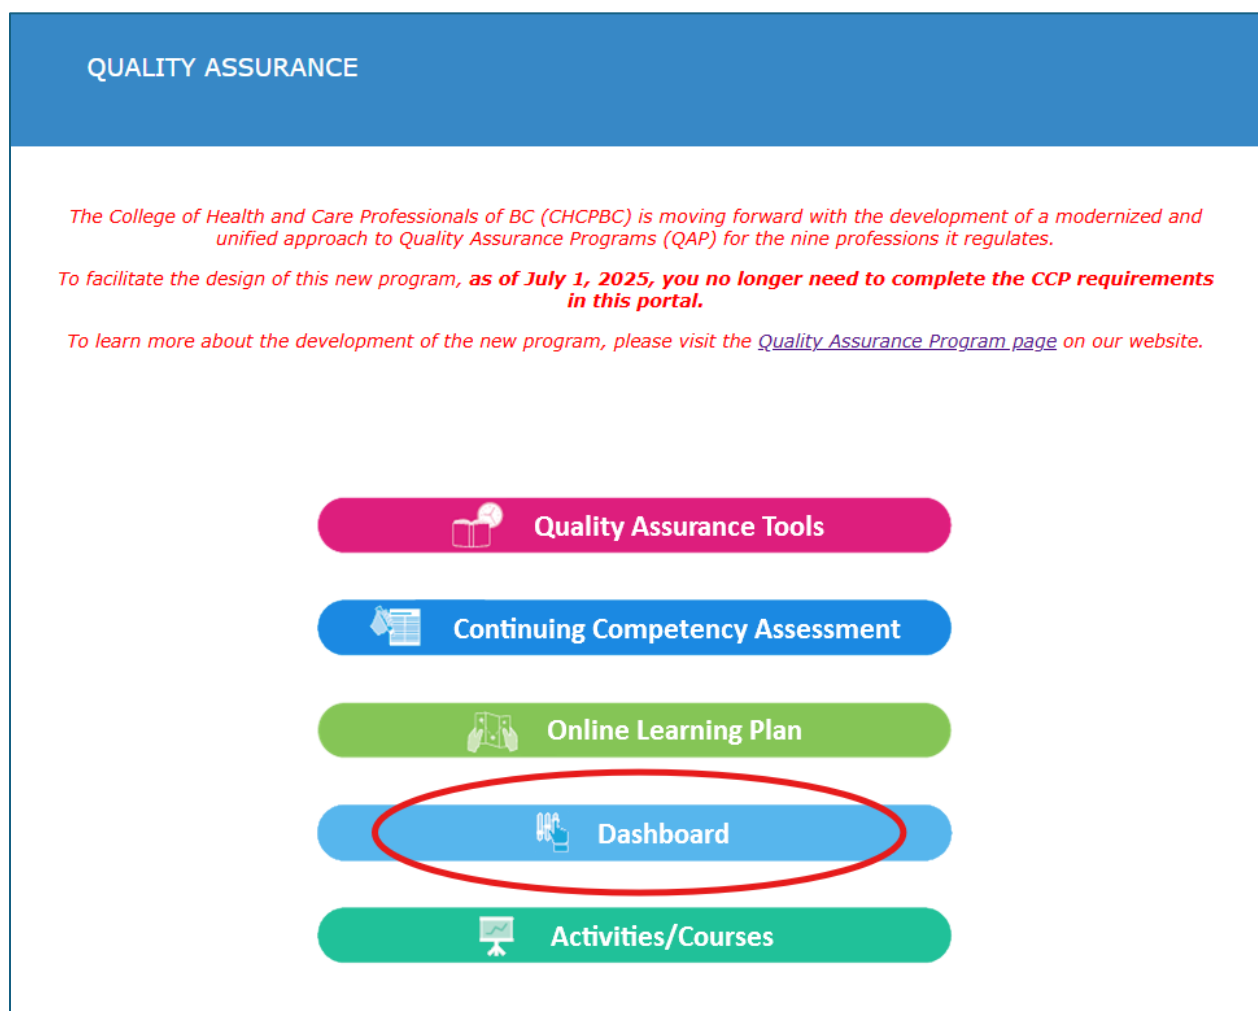 QUALITY ASSURANCE
The College of Health and Care Professionals of BC (CHCPBC) is moving forward with the development of a modernized and
unified approach to Quality Assurance Programs (QAP) for the nine professions it regulates.
To facilitate the design of this new program, as of July 1, 2025, you no longer need to complete the CCP requirements
in this portal.
To learn more about the development of the new program, please visit the Quality Assurance Program page on our website.
Quality Assurance Tools
Continuing Competency Assessment
Online Learning Plan
Dashboard
Activities/Courses